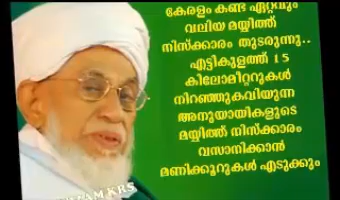 കേരളം കണ്ട ഏറ്റവും
വലിയ മയ്യിത്ത്
നിസ്ക്കാരം തുടരുന്നു..
എട്ടികുളത്ത് 15
കിലോമീറ്ററുകൾ
നിറഞ്ഞുകവിയുന്ന
അനുയായികളുടെ
മയ്യിത്ത് നിസ്ക്കാരം
വസാനിക്കാൻ
മണിക്കൂറുകൾ എടുക്കും
KRS